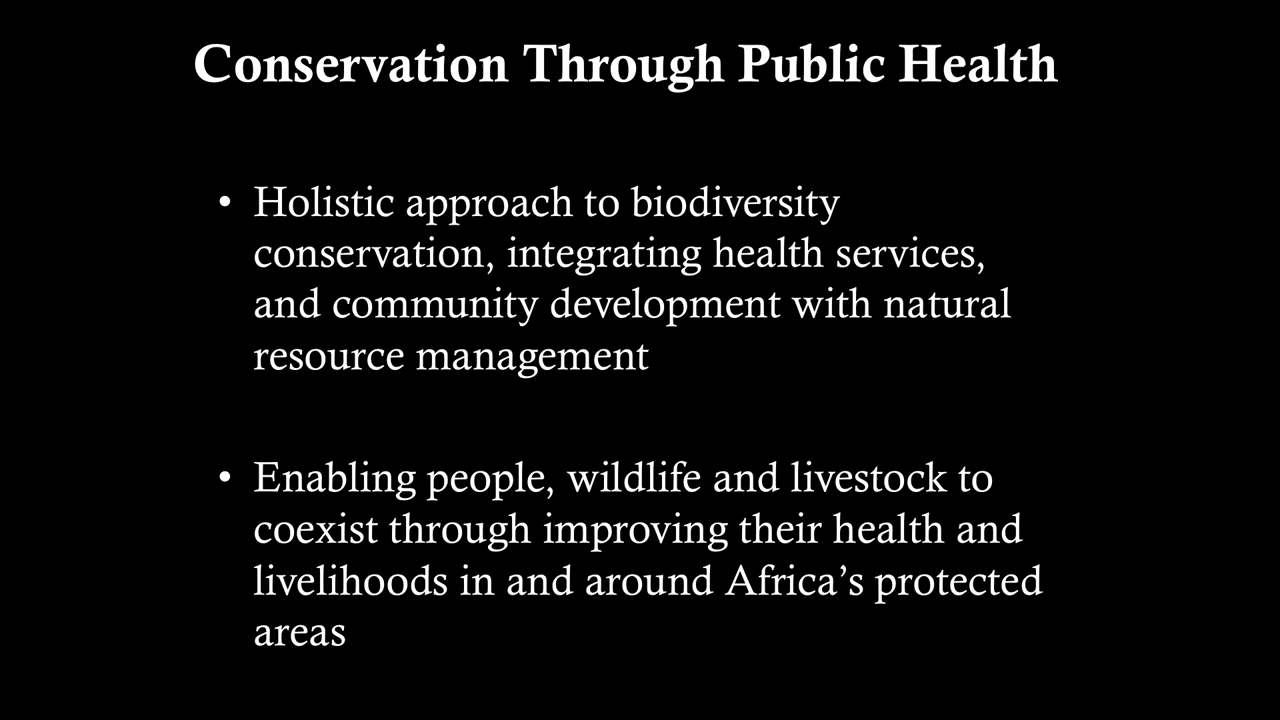 Conservation Through Public Health
• Holistic approach to biodiversity
conservation, integrating health services,
and community development with natural
resource management
• Enabling people, wildlife and livestock to
coexist through improving their health and
livelihoods in and around Africa’s protected
areas